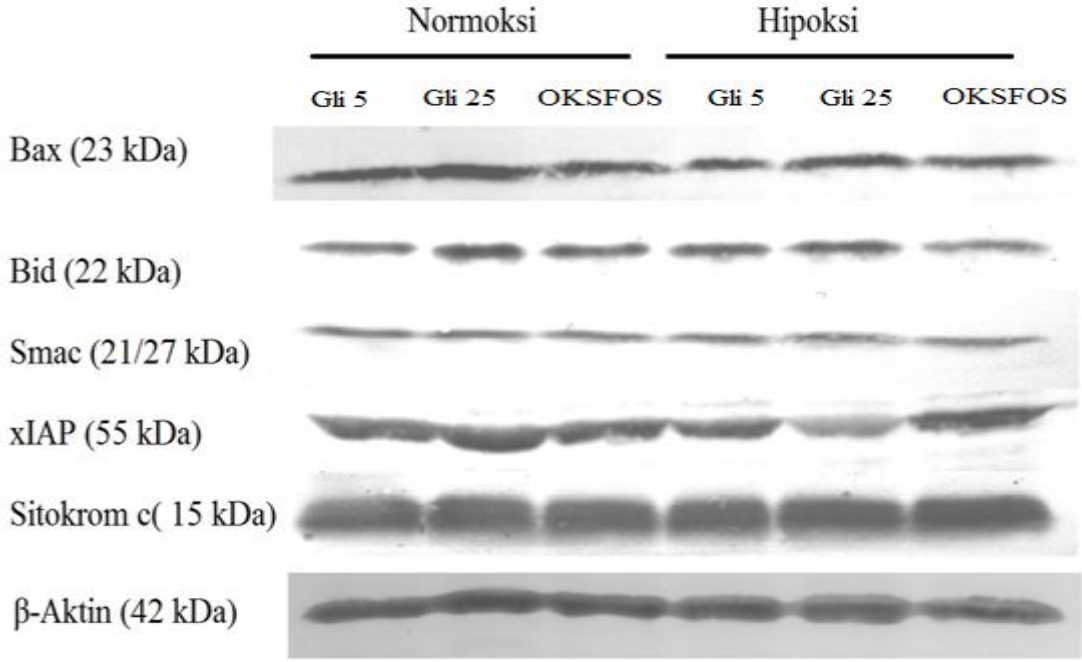 Normoksi Hipoksi
Gli 5 Gli 25 OKSFOS Gli 5 Gli 25 OKSFOS
Bax (23 kDa)
Bid (22 kDa)
Smac (21/27 kDa)
xIAP (55 kDa)
Sitokrom c( 15 kDa)
β-Aktin (42 kDa)